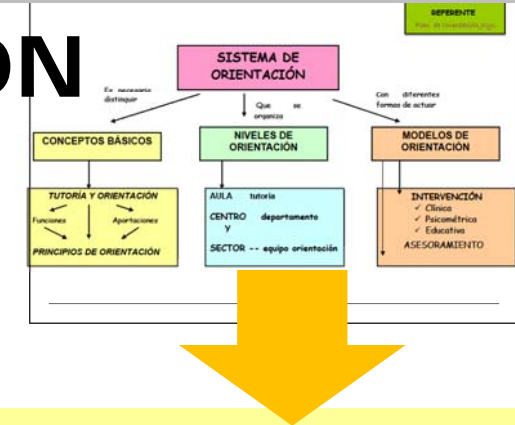 REFERENTE
ÓN
SISTEMA DE
ORIENTACIÓN
Es necesario
distinguir
Que se
organiza
Con diferentes
formas de actuar
CONCEPTOS BÁSICOS
NIVELES DE
ORIENTACIÓN
MODELOS DE
ORIENTACIÓN
TUTORÍA Y ORIENTACIÓN
Funciones
Aportaciones
PRINCIPIOS DE ORIENTACIÓN
AULA tutoria
CENTRO departamento
Y
SECTOR -- equipo orientación
INTERVENCIÓN
✓ Clínica
✓ Psicométrica
✓ Educativa
ASESORAMIENTO